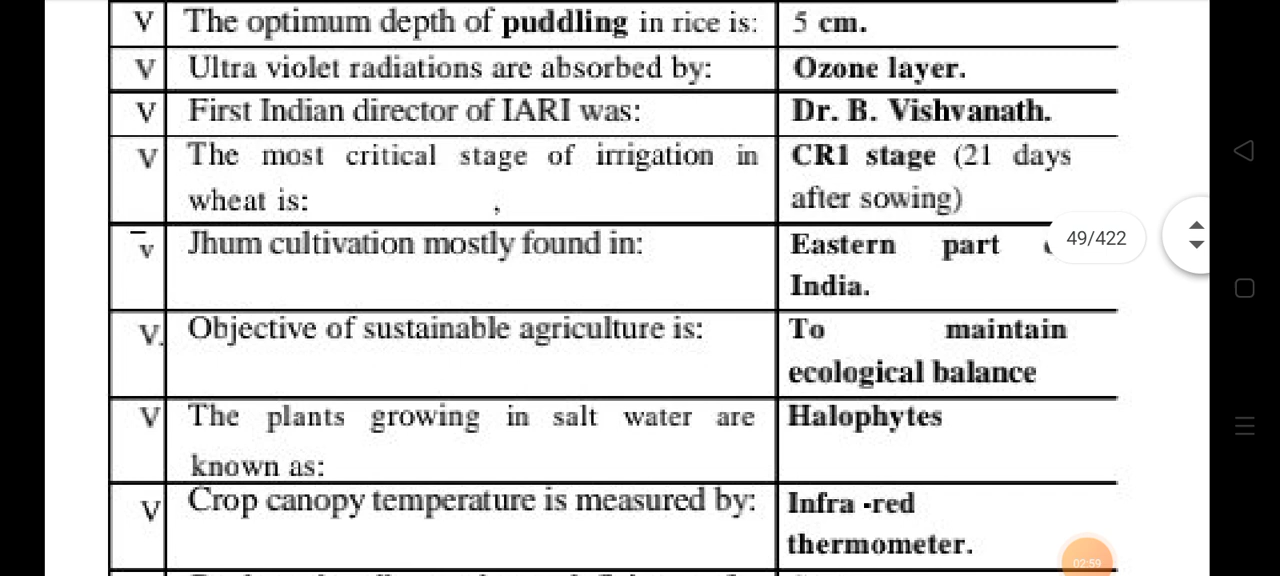 V The optimum depth of puddling in rice is: 5 cm.
V Ultra violet radiations are absorbed by: Ozone layer.
V First Indian director of IARI was: Dr. B. Vishvanath.
V The most critical stage of irrigation in CR1 stage (21 days
wheat is: , after sowing)
v Jhum cultivation mostly found in: Eastern part
India.
49/422
V. Objective of sustainable agriculture is: To maintain
ecological balance
V The plants growing in salt water are Halophytes
known as:
V Crop canopy temperature is measured by: Infra -red
thermometer.
02:59